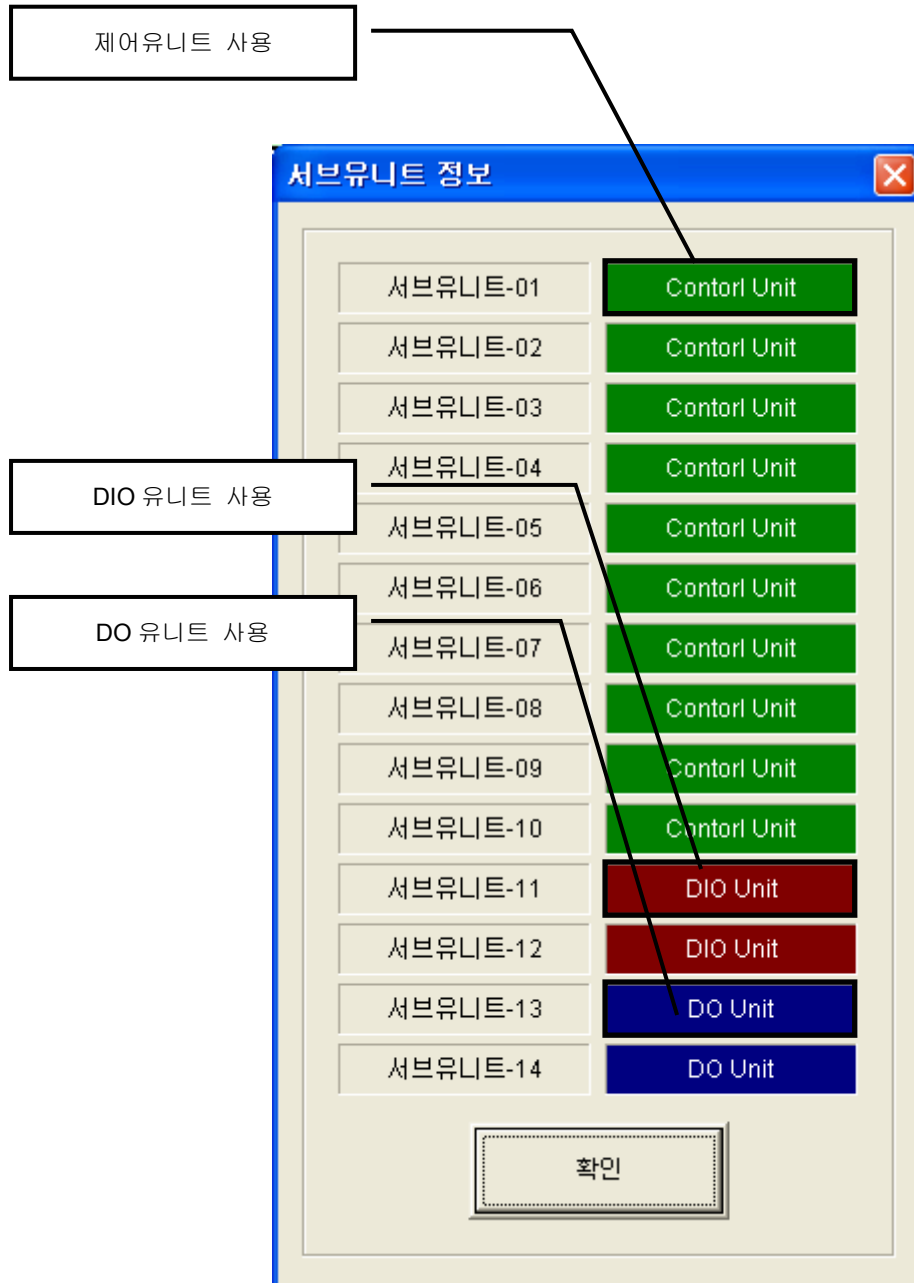 제어유니트 사용
서브유니트 정보
서브유니트-01 Contorl Unit
서브유니트-02 Contorl Unit
서브유니트-03 Contorl Unit
서브유니트-04 Contorl Unit
DIO 유니트 사용
서브유니트-05 Contorl Unit
서브유니트-06 Contorl Unit
DO 유니트 사용
서브유니트-07 Contorl Unit
서브유니트-08 Contorl Unit
서브유니트-09 Contorl Unit
서브유니트-10 Contorl Unit
서브유니트-11 DIO Unit
서브유니트-12 DIO Unit
서브유니트-13 DO Unit
서브유니트-14 DO Unit
확인